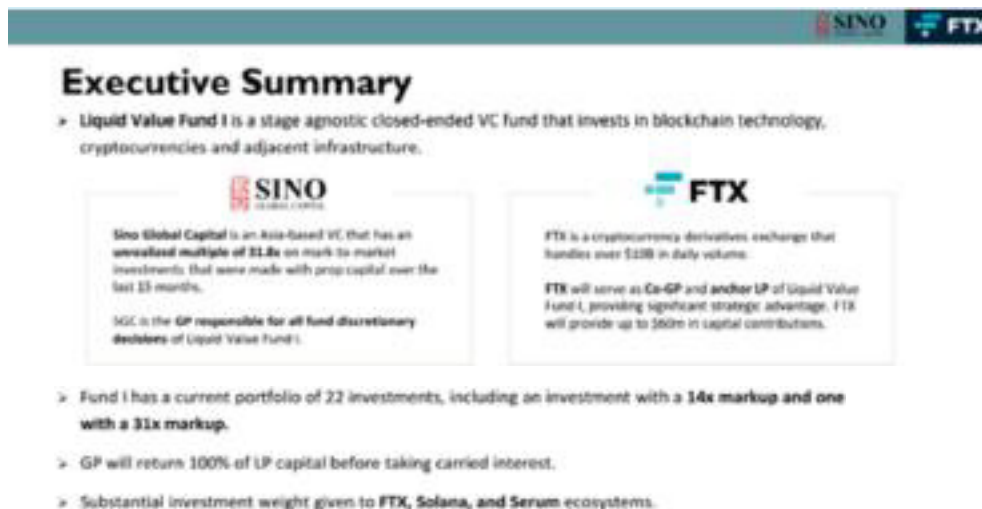 SINO FTX
Executive Summary
➢ Liquid Value Fund I is a stage agnostic closed-ended VC fund that invests in blockchain technology,
cryptocurrencies and adjacent infrastructure.
SINO
GLOBAL CAPITAL
FTX
Sino Global Capital is an Asia-based VC that has an
unrealized multiple of 31.8x on mark to market
investments that were made with prop capital over the
last 15 months.
SGC is the GP responsible for all fund discretionary
decisions of Liquid Value Fund I.
FTX is a cryptocurrency derivatives exchange that
handles over $10B in daily volume.
FTX will serve as Co-GP and anchor LP of Liquid Value
Fund I, providing significant strategic advantage. FTX
will provide up to $60m in capital contributions.
➢ Fund I has a current portfolio of 22 investments, including an investment with a 14x markup and one
with a 31x markup.
➢ GP will return 100% of LP capital before taking carried interest.
➢ Substantial investment weight given to FTX, Solana, and Serum ecosystems.